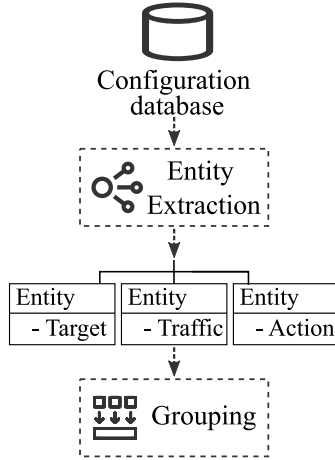 Configuration
database
Entity
Extraction
Entity
- Target
Entity
- Traffic
Entity
- Action
Grouping